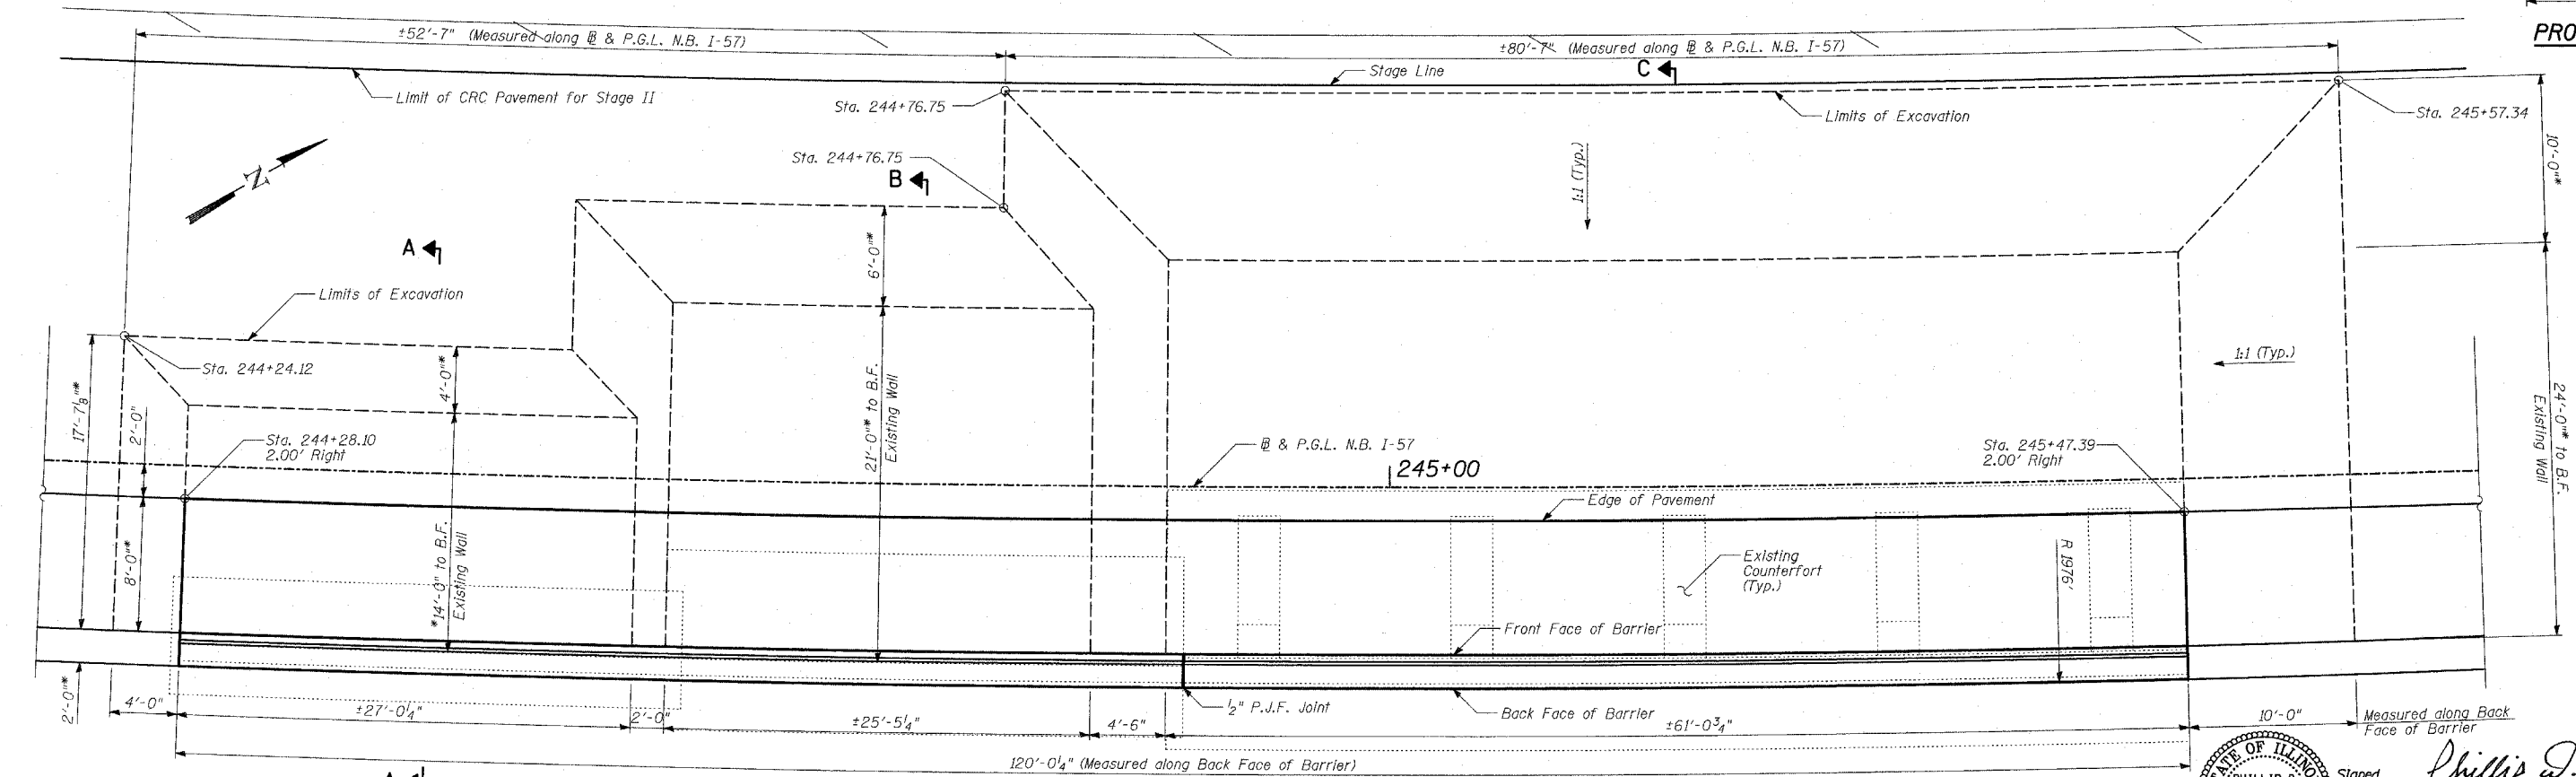 PRO
±52'-7" (Measured along ℄ & P.G.L. N.B. I-57)
±80'-7" (Measured along ℄ & P.G.L. N.B. I-57)
Limit of CRC Pavement for Stage II
Sta. 244+76.75
Stage Line
C
Limits of Excavation
Sta. 245+57.34
10'-0"*
N
Sta. 244+76.75
B
1:1 (Typ.)
A
6'-0"*
Limits of Excavation
Sta. 244+24.12
4'-0"*
1:1 (Typ.)
17'-7⅛"*
2'-0"
Sta. 244+28.10
2.00' Right
21'-0"* to B.F.
Existing Wall
℄ & P.G.L. N.B. I-57
245+00
Sta. 245+47.39
2.00' Right
24'-0"* to B.F.
Existing Wall
Edge of Pavement
8'-0"*
*14'-0" to B.F.
Existing Wall
Existing
Counterfort
(Typ.)
R 1976'
Front Face of Barrier
2'-0"*
4'-0"
±27'-0¼"
2'-0"
±25'-5¼"
4'-6"
½" P.J.F. Joint
Back Face of Barrier
±61'-0¾"
10'-0"
Measured along Back
Face of Barrier
120'-0¼" (Measured along Back Face of Barrier)
A
STATE OF ILLINO
Signed